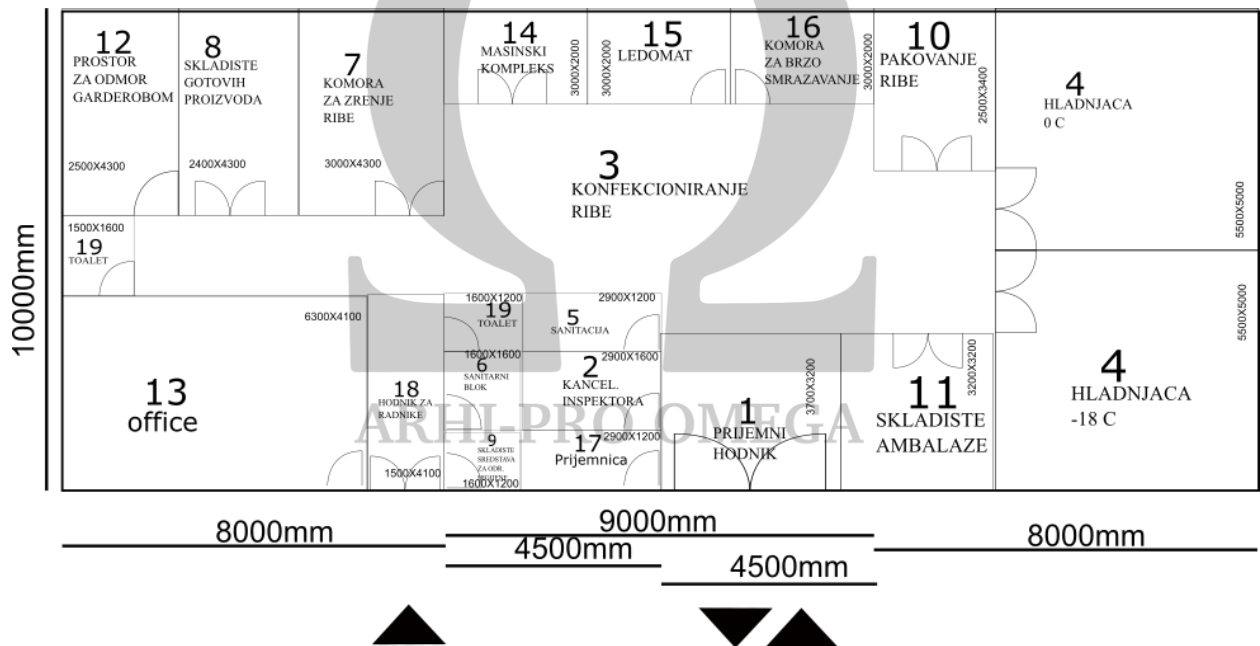 12
PROSTOR
ZA ODMOR
GARDEROBOM
2500X4300
8
SKLADISTE
GOTOVIH
PROIZVODA
2400X4300
7
KOMORA
ZA ZRENJE
RIBE
3000X4300
14
MASINSKI
KOMPLEKS
3000X2000
15
LEDOMAT
3000X2000
16
KOMORA
ZA BRZO
SMRAZAVANJE
3000X2000
10
PAKOVANJE
RIBE
2500X3400
4
HLADNJACA
0 C
5500X5000
3
KONFEKCIONIRANJE
RIBE
1500X1600
19
TOALET
6300X4100
13
office
18
HODNIK ZA
RADNIKE
1500X4100
1600X1200
19
TOALET
2900X1200
5
SANITACIJA
1600X1600
6
SANITARNI
BLOK
2900X1600
2
KANCEL.
INSPEKTORA
9
SKLADISTE
SREDSTAVA
ZA ODR.
1600X1200
2900X1200
17
Prijemnica
3700X3200
1
PRIJEMNI
HODNIK
3200X3200
11
SKLADISTE
AMBALAZE
5500X5000
4
HLADNJACA
-18 C
ARHI-PRO OMEGA
10000mm
8000mm
9000mm
8000mm
4500mm
4500mm